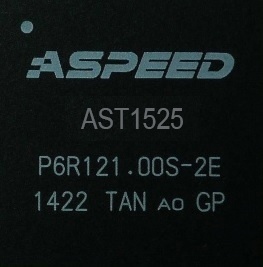 ASPEED
AST1525
P6R121.00S-2E
1422 TAN AO GP